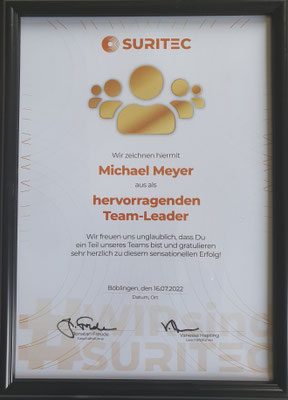 SURITEC
Wir zeichnen hiermit
Michael Meyer
aus als
hervorragenden
Team-Leader
Wir freuen uns unglaublich, dass Du
ein Teil unseres Teams bist und gratulieren
sehr herzlich zu diesem sensationellen Erfolg!
Böblingen, den 16.07.2022
Datum, Ort
SURITEC